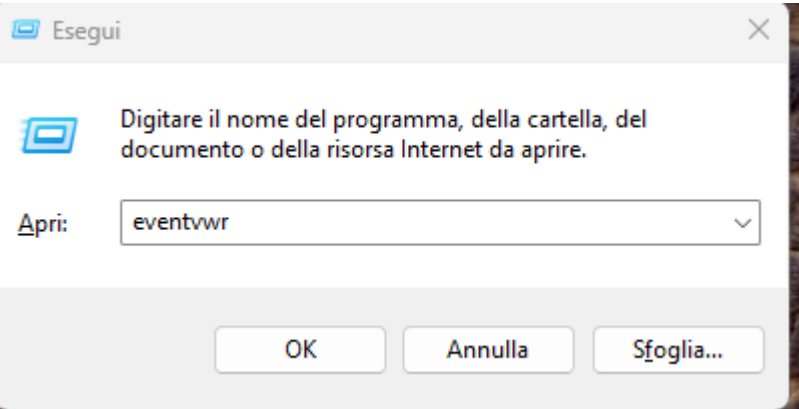 Esegui
Digitare il nome del programma, della cartella, del
documento o della risorsa Internet da aprire.
Apri: eventvwr
OK Annulla Sfoglia...